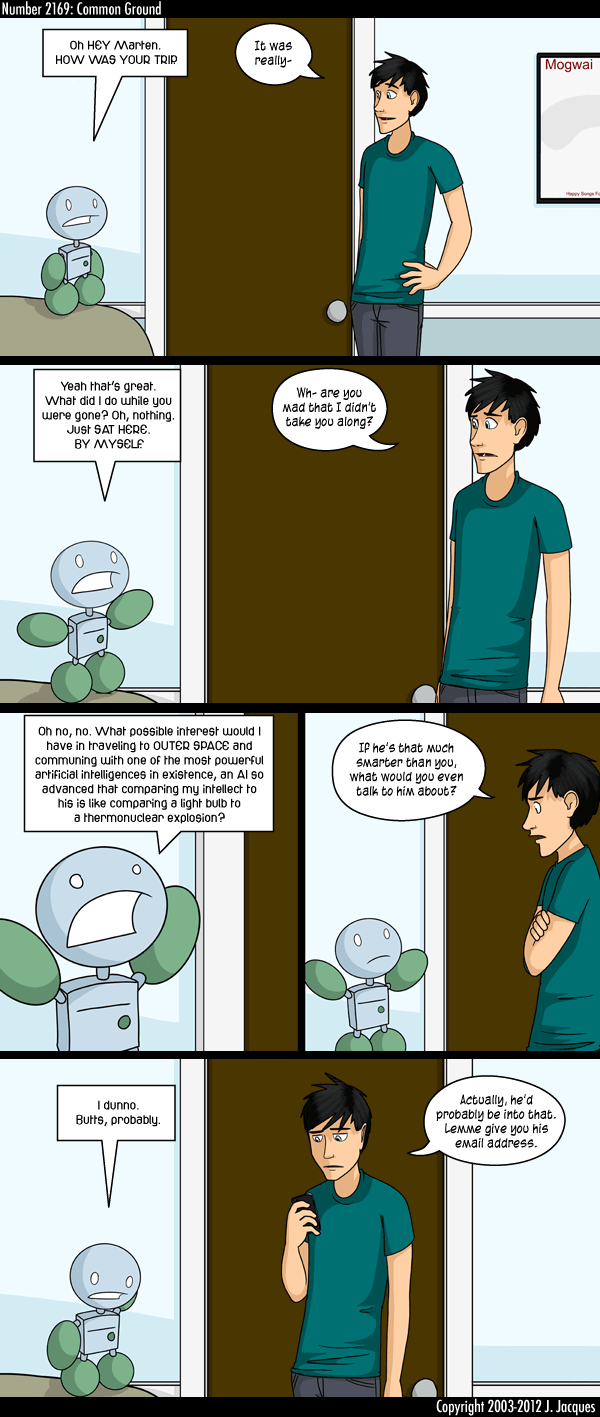 Number 2169: Common Ground
Oh HEY Marten.
HOW WAS YOUR TRIP
It was
really-
Mogwai
Happy Songs Fo
Yeah that's great.
What did I do while you
were gone? Oh, nothing.
Just SAT HERE.
BY MYSELF
Wh- are you
mad that I didn't
take you along?
Oh no, no. What possible interest would I
have in traveling to OUTER SPACE and
communing with one of the most powerful
artificial intelligences in existence, an AI so
advanced that comparing my intellect to
his is like comparing a light bulb to
a thermonuclear explosion?
If he's that much
smarter than you,
what would you even
talk to him about?
I dunno.
Butts, probably.
Actually, he'd
probably be into that.
Lemme give you his
email address.
Copyright 2003-2012 J. Jacques